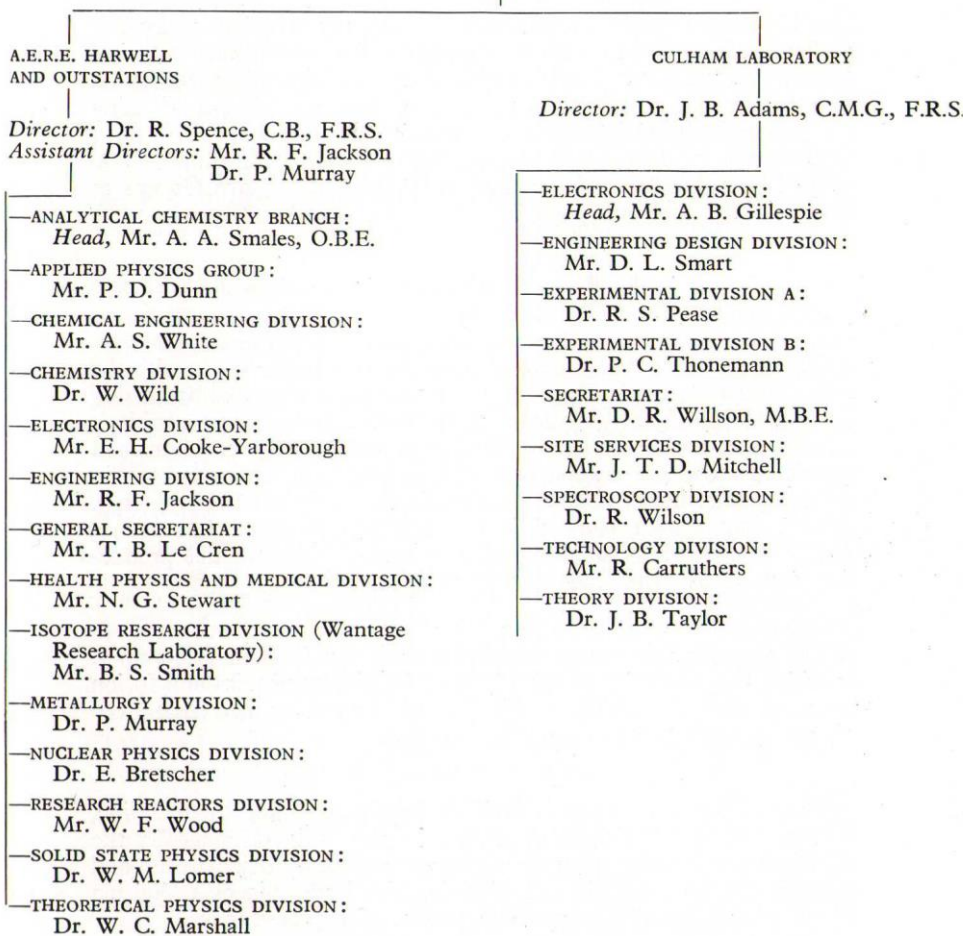 A.E.R.E. HARWELL
AND OUTSTATIONS
Director: Dr. R. Spence, C.B., F.R.S.
Assistant Directors: Mr. R. F. Jackson
Dr. P. Murray
—ANALYTICAL CHEMISTRY BRANCH:
Head, Mr. A. A. Smales, O.B.E.
—APPLIED PHYSICS GROUP:
Mr. P. D. Dunn
—CHEMICAL ENGINEERING DIVISION:
Mr. A. S. White
—CHEMISTRY DIVISION:
Dr. W. Wild
—ELECTRONICS DIVISION:
Mr. E. H. Cooke-Yarborough
—ENGINEERING DIVISION:
Mr. R. F. Jackson
—GENERAL SECRETARIAT:
Mr. T. B. Le Cren
—HEALTH PHYSICS AND MEDICAL DIVISION:
Mr. N. G. Stewart
—ISOTOPE RESEARCH DIVISION (Wantage
Research Laboratory):
Mr. B. S. Smith
—METALLURGY DIVISION:
Dr. P. Murray
—NUCLEAR PHYSICS DIVISION:
Dr. E. Bretscher
—RESEARCH REACTORS DIVISION:
Mr. W. F. Wood
—SOLID STATE PHYSICS DIVISION:
Dr. W. M. Lomer
—THEORETICAL PHYSICS DIVISION:
Dr. W. C. Marshall
CULHAM LABORATORY
Director: Dr. J. B. Adams, C.M.G., F.R.S.
—ELECTRONICS DIVISION:
Head, Mr. A. B. Gillespie
—ENGINEERING DESIGN DIVISION:
Mr. D. L. Smart
—EXPERIMENTAL DIVISION A:
Dr. R. S. Pease
—EXPERIMENTAL DIVISION B:
Dr. P. C. Thonemann
—SECRETARIAT:
Mr. D. R. Willson, M.B.E.
—SITE SERVICES DIVISION:
Mr. J. T. D. Mitchell
—SPECTROSCOPY DIVISION:
Dr. R. Wilson
—TECHNOLOGY DIVISION:
Mr. R. Carruthers
—THEORY DIVISION:
Dr. J. B. Taylor